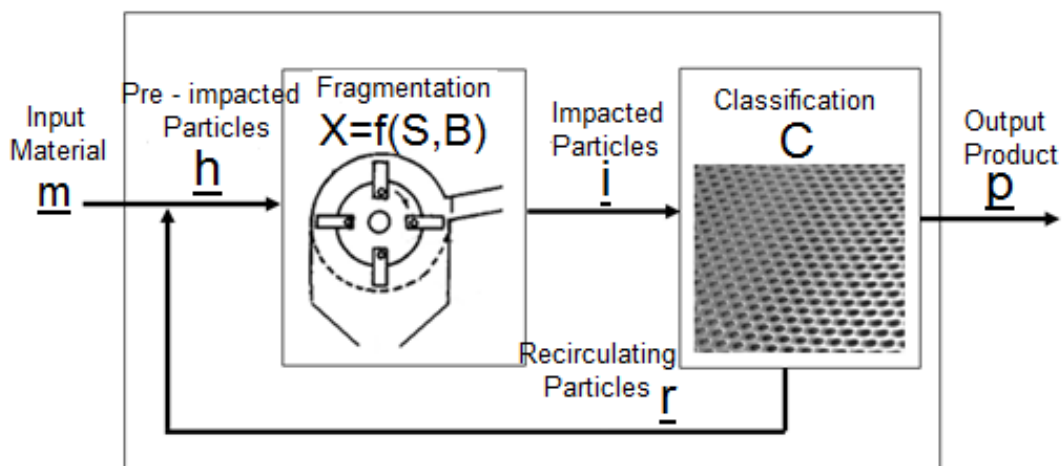 Input
Material
m
Pre - impacted
Particles
h
Fragmentation
X=f(S,B)
Impacted
Particles
i
Classification
C
Output
Product
p
Recirculating
Particles
r